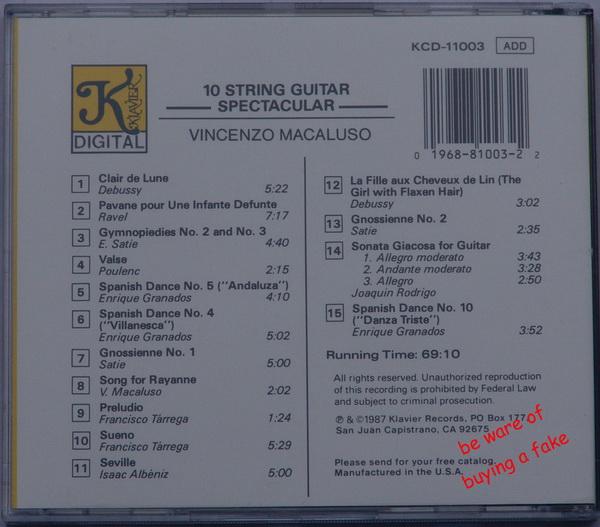 KCD-11003 ADD
K
KLAVIER
DIGITAL
10 STRING GUITAR
SPECTACULAR
VINCENZO MACALUSO
0 1968-81003-2 2
1 Clair de Lune
Debussy 5:22
2 Pavane pour Une Infante Defunte
Ravel 7:17
3 Gymnopiedies No. 2 and No. 3
E. Satie 4:40
4 Valse
Poulenc 2:15
5 Spanish Dance No. 5 ("Andaluza")
Enrique Granados 4:10
6 Spanish Dance No. 4
("Villanesca")
Enrique Granados 5:02
7 Gnossienne No. 1
Satie 5:00
8 Song for Rayanne
V. Macaluso 2:02
9 Preludio
Francisco Tàrrega 1:24
10 Sueno
Francisco Tàrrega 5:29
11 Seville
Isaac Albèniz 5:00
12 La Fille aux Cheveux de Lin (The
Girl with Flaxen Hair)
Debussy 3:02
13 Gnossienne No. 2
Satie 2:35
14 Sonata Giacosa for Guitar
1. Allegro moderato 3:43
2. Andante moderato 3:28
3. Allegro 2:50
Joaquin Rodrigo
15 Spanish Dance No. 10
("Danza Triste")
Enrique Granados 3:52
Running Time: 69:10
All rights reserved. Unauthorized reproduction
of this recording is prohibited by Federal Law
and subject to criminal prosecution.
℗ & ©1987 Klavier Records, PO Box 177
San Juan Capistrano, CA 92675
Please send for your free catalog.
Manufactured in the U.S.A.
be ware of
buying a fake